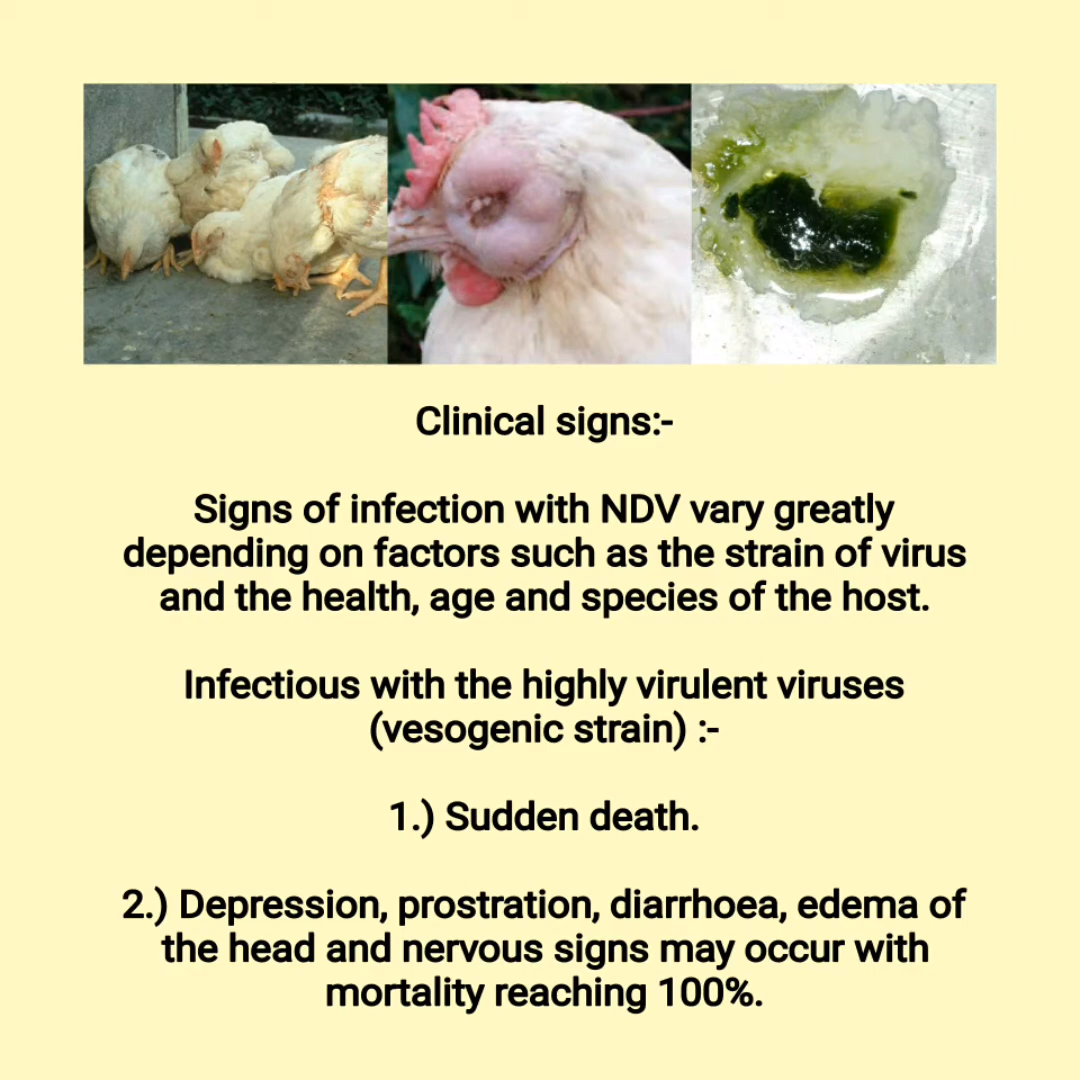 Clinical signs:-
Signs of infection with NDV vary greatly
depending on factors such as the strain of virus
and the health, age and species of the host.
Infectious with the highly virulent viruses
(vesogenic strain) :-
1.) Sudden death.
2.) Depression, prostration, diarrhoea, edema of
the head and nervous signs may occur with
mortality reaching 100%.